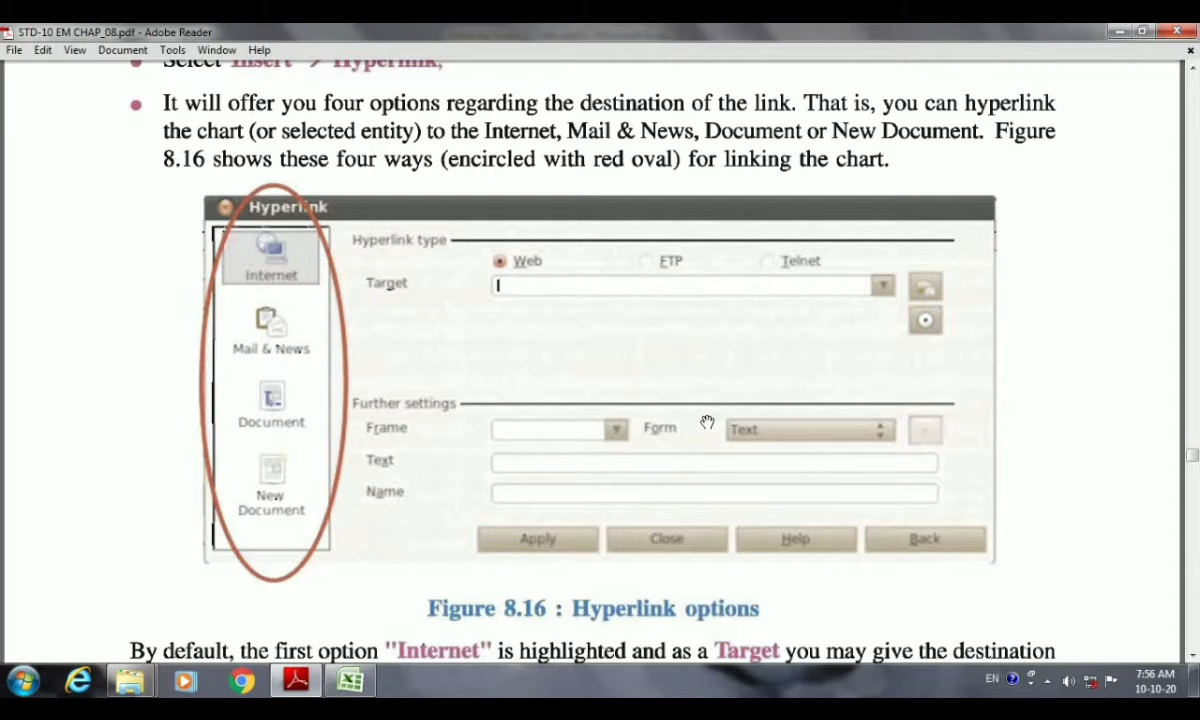 STD-10 EM CHAP_08.pdf - Adobe Reader
File Edit View Document Tools Window Help
Select Insert → Hyperlink,
It will offer you four options regarding the destination of the link. That is, you can hyperlink
the chart (or selected entity) to the Internet, Mail & News, Document or New Document. Figure
8.16 shows these four ways (encircled with red oval) for linking the chart.
Hyperlink
Internet
Mail & News
Document
New
Document
Hyperlink type
Web FTP Telnet
Target
Further settings
Frame Form Text
Text
Name
Apply Close Help Back
Figure 8.16 : Hyperlink options
By default, the first option "Internet" is highlighted and as a Target you may give the destination
EN 7:56 AM
10-10-20